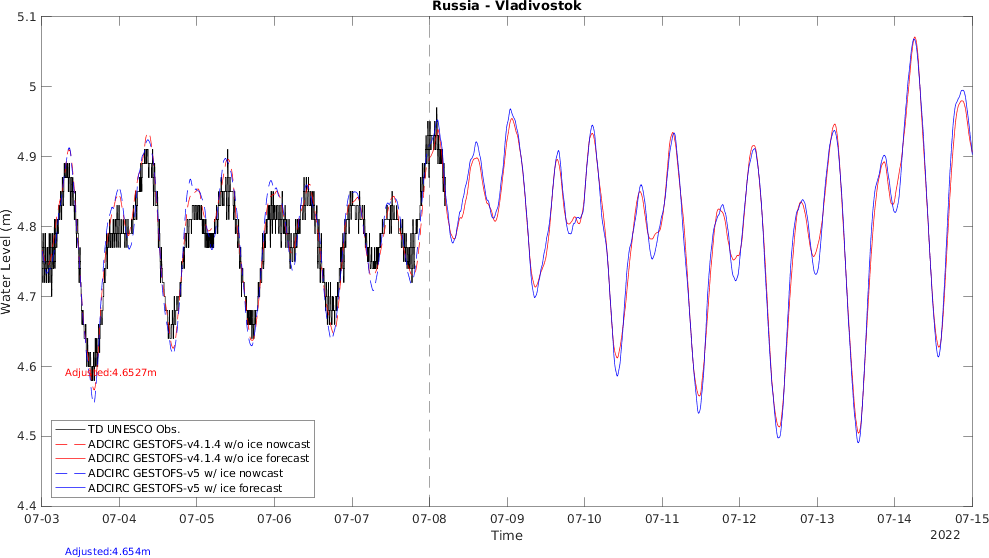 Russia - Vladivostok
5.1
5
4.9
4.8
4.7
4.6
4.5
4.4
Water Level (m)
Adjusted:4.6527m
TD UNESCO Obs.
ADCIRC GESTOFS-v4.1.4 w/o ice nowcast
ADCIRC GESTOFS-v4.1.4 w/o ice forecast
ADCIRC GESTOFS-v5 w/ ice nowcast
ADCIRC GESTOFS-v5 w/ ice forecast
07-03 07-04 07-05 07-06 07-07 07-08 07-09 07-10 07-11 07-12 07-13 07-14 07-15
Time
2022
Adjusted:4.654m